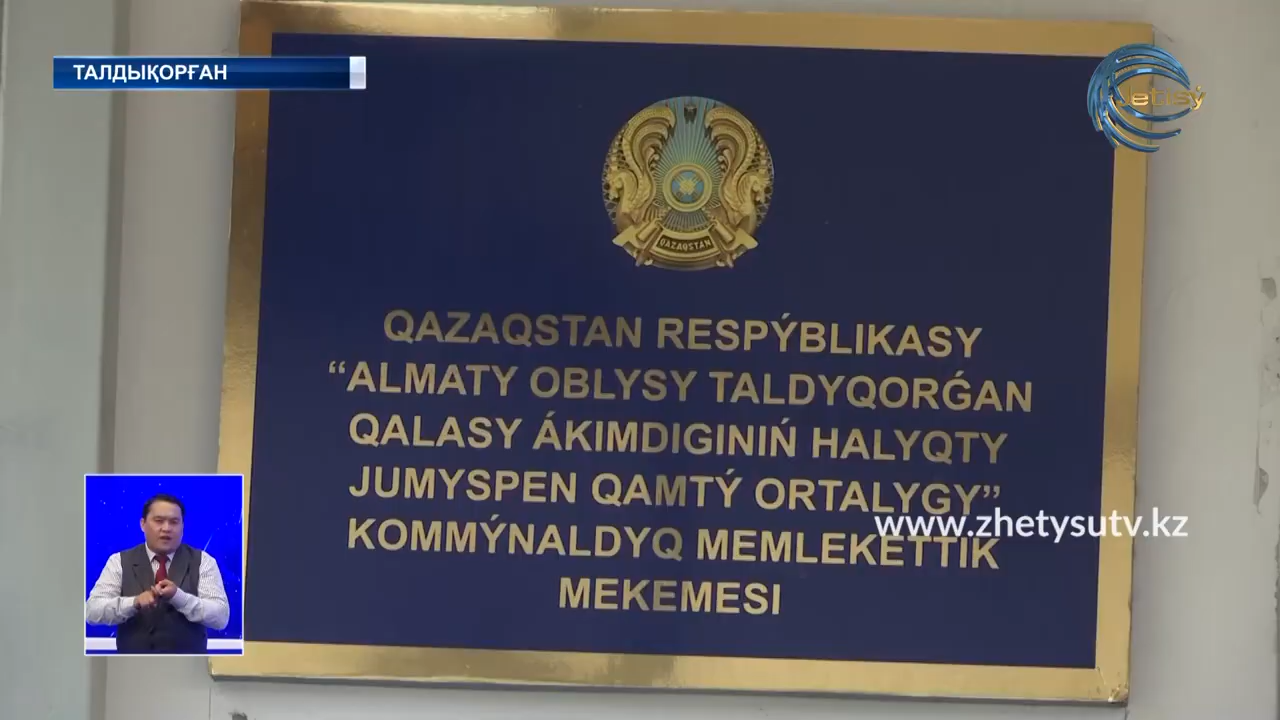 ТАЛДЫҚОРҒАН
Jetisý
QAZAQSTAN
QAZAQSTAN RESPÝBLIKASY
“ALMATY OBLYSY TALDYQORǴAN
QALASY ÁKIMDIGINIŃ HALYQTY
JUMYSPEN QAMTÝ ORTALYGY”
www.zhetysutv.kz
KOMMÝNALDYQ MEMLEKETTIK
MEKEMESI